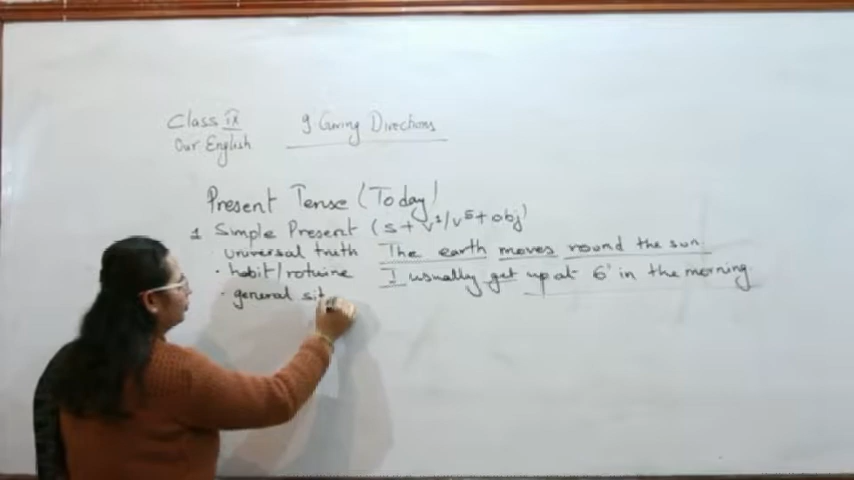 Class IX 9 Giving Directions
Our English
Present Tense (Today)
1 Simple Present (s + v¹/v⁵ + obj)
· universal truth The earth moves round the sun
· habit/rotuine I usually get up at 6' in the morning
· general sit